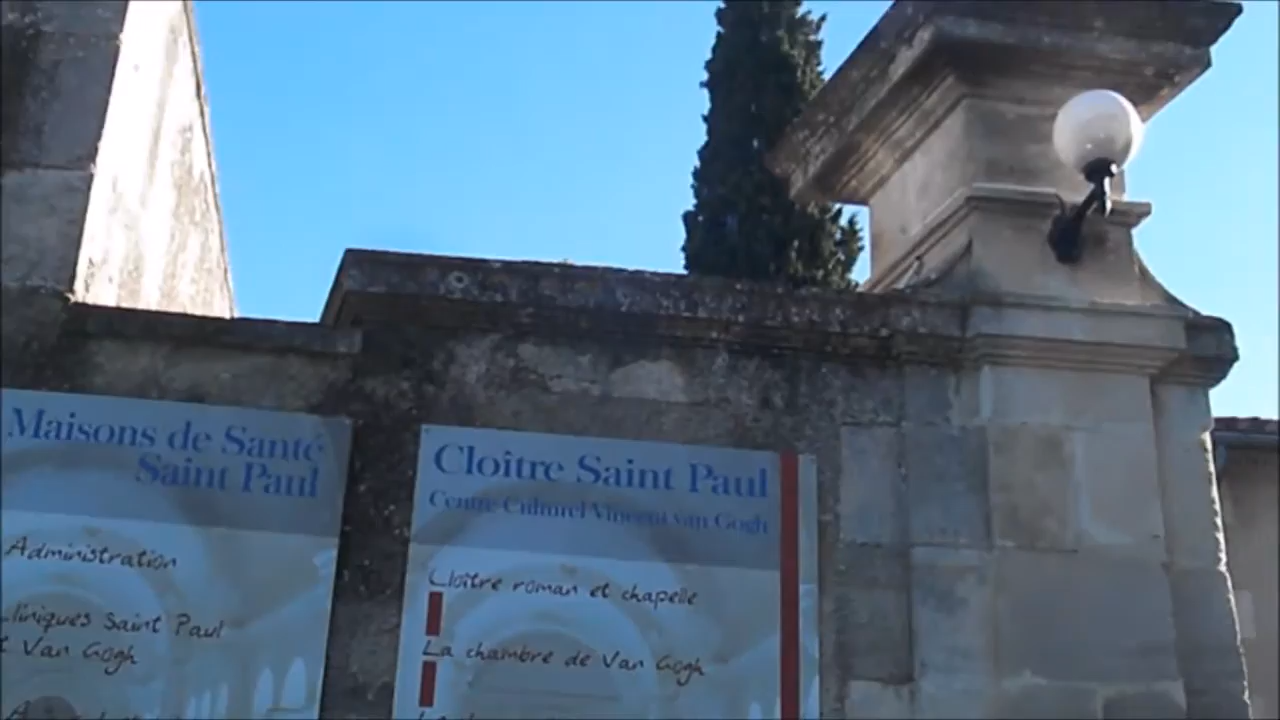 Maisons de Santé
Saint Paul
Administration
Cliniques Saint Paul
t Van Gogh
Cloître Saint Paul
Centre Culturel Vincent van Gogh
Cloître roman et chapelle
La chambre de Van Gogh